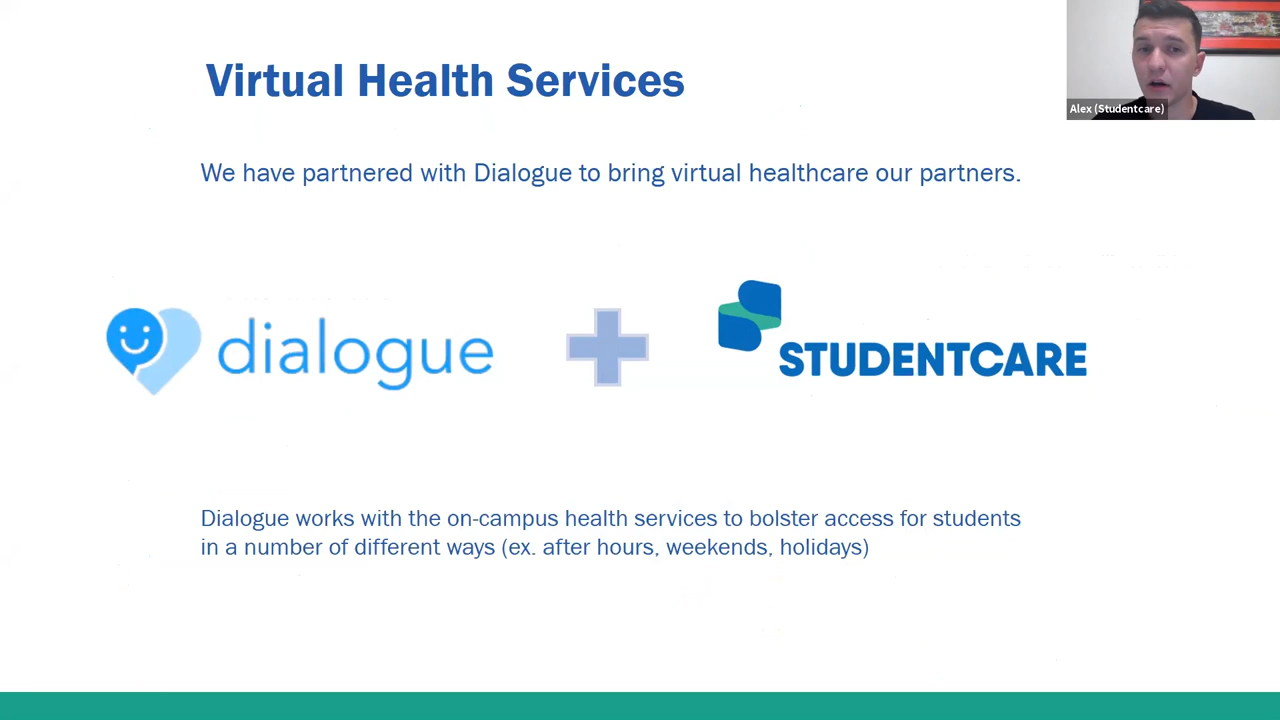 Virtual Health Services
Alex (Studentcare)
We have partnered with Dialogue to bring virtual healthcare our partners.
dialogue
STUDENTCARE
Dialogue works with the on-campus health services to bolster access for students
in a number of different ways (ex. after hours, weekends, holidays)